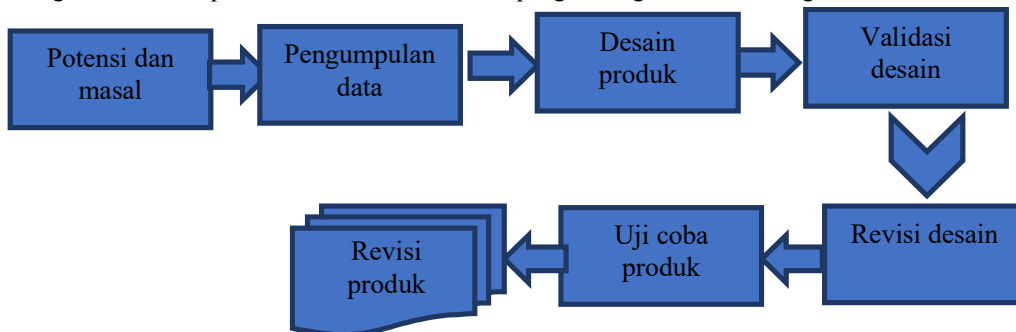 Potensi dan
masal
Pengumpulan
data
Desain
produk
Validasi
desain
Revisi desain
Uji coba
produk
Revisi
produk